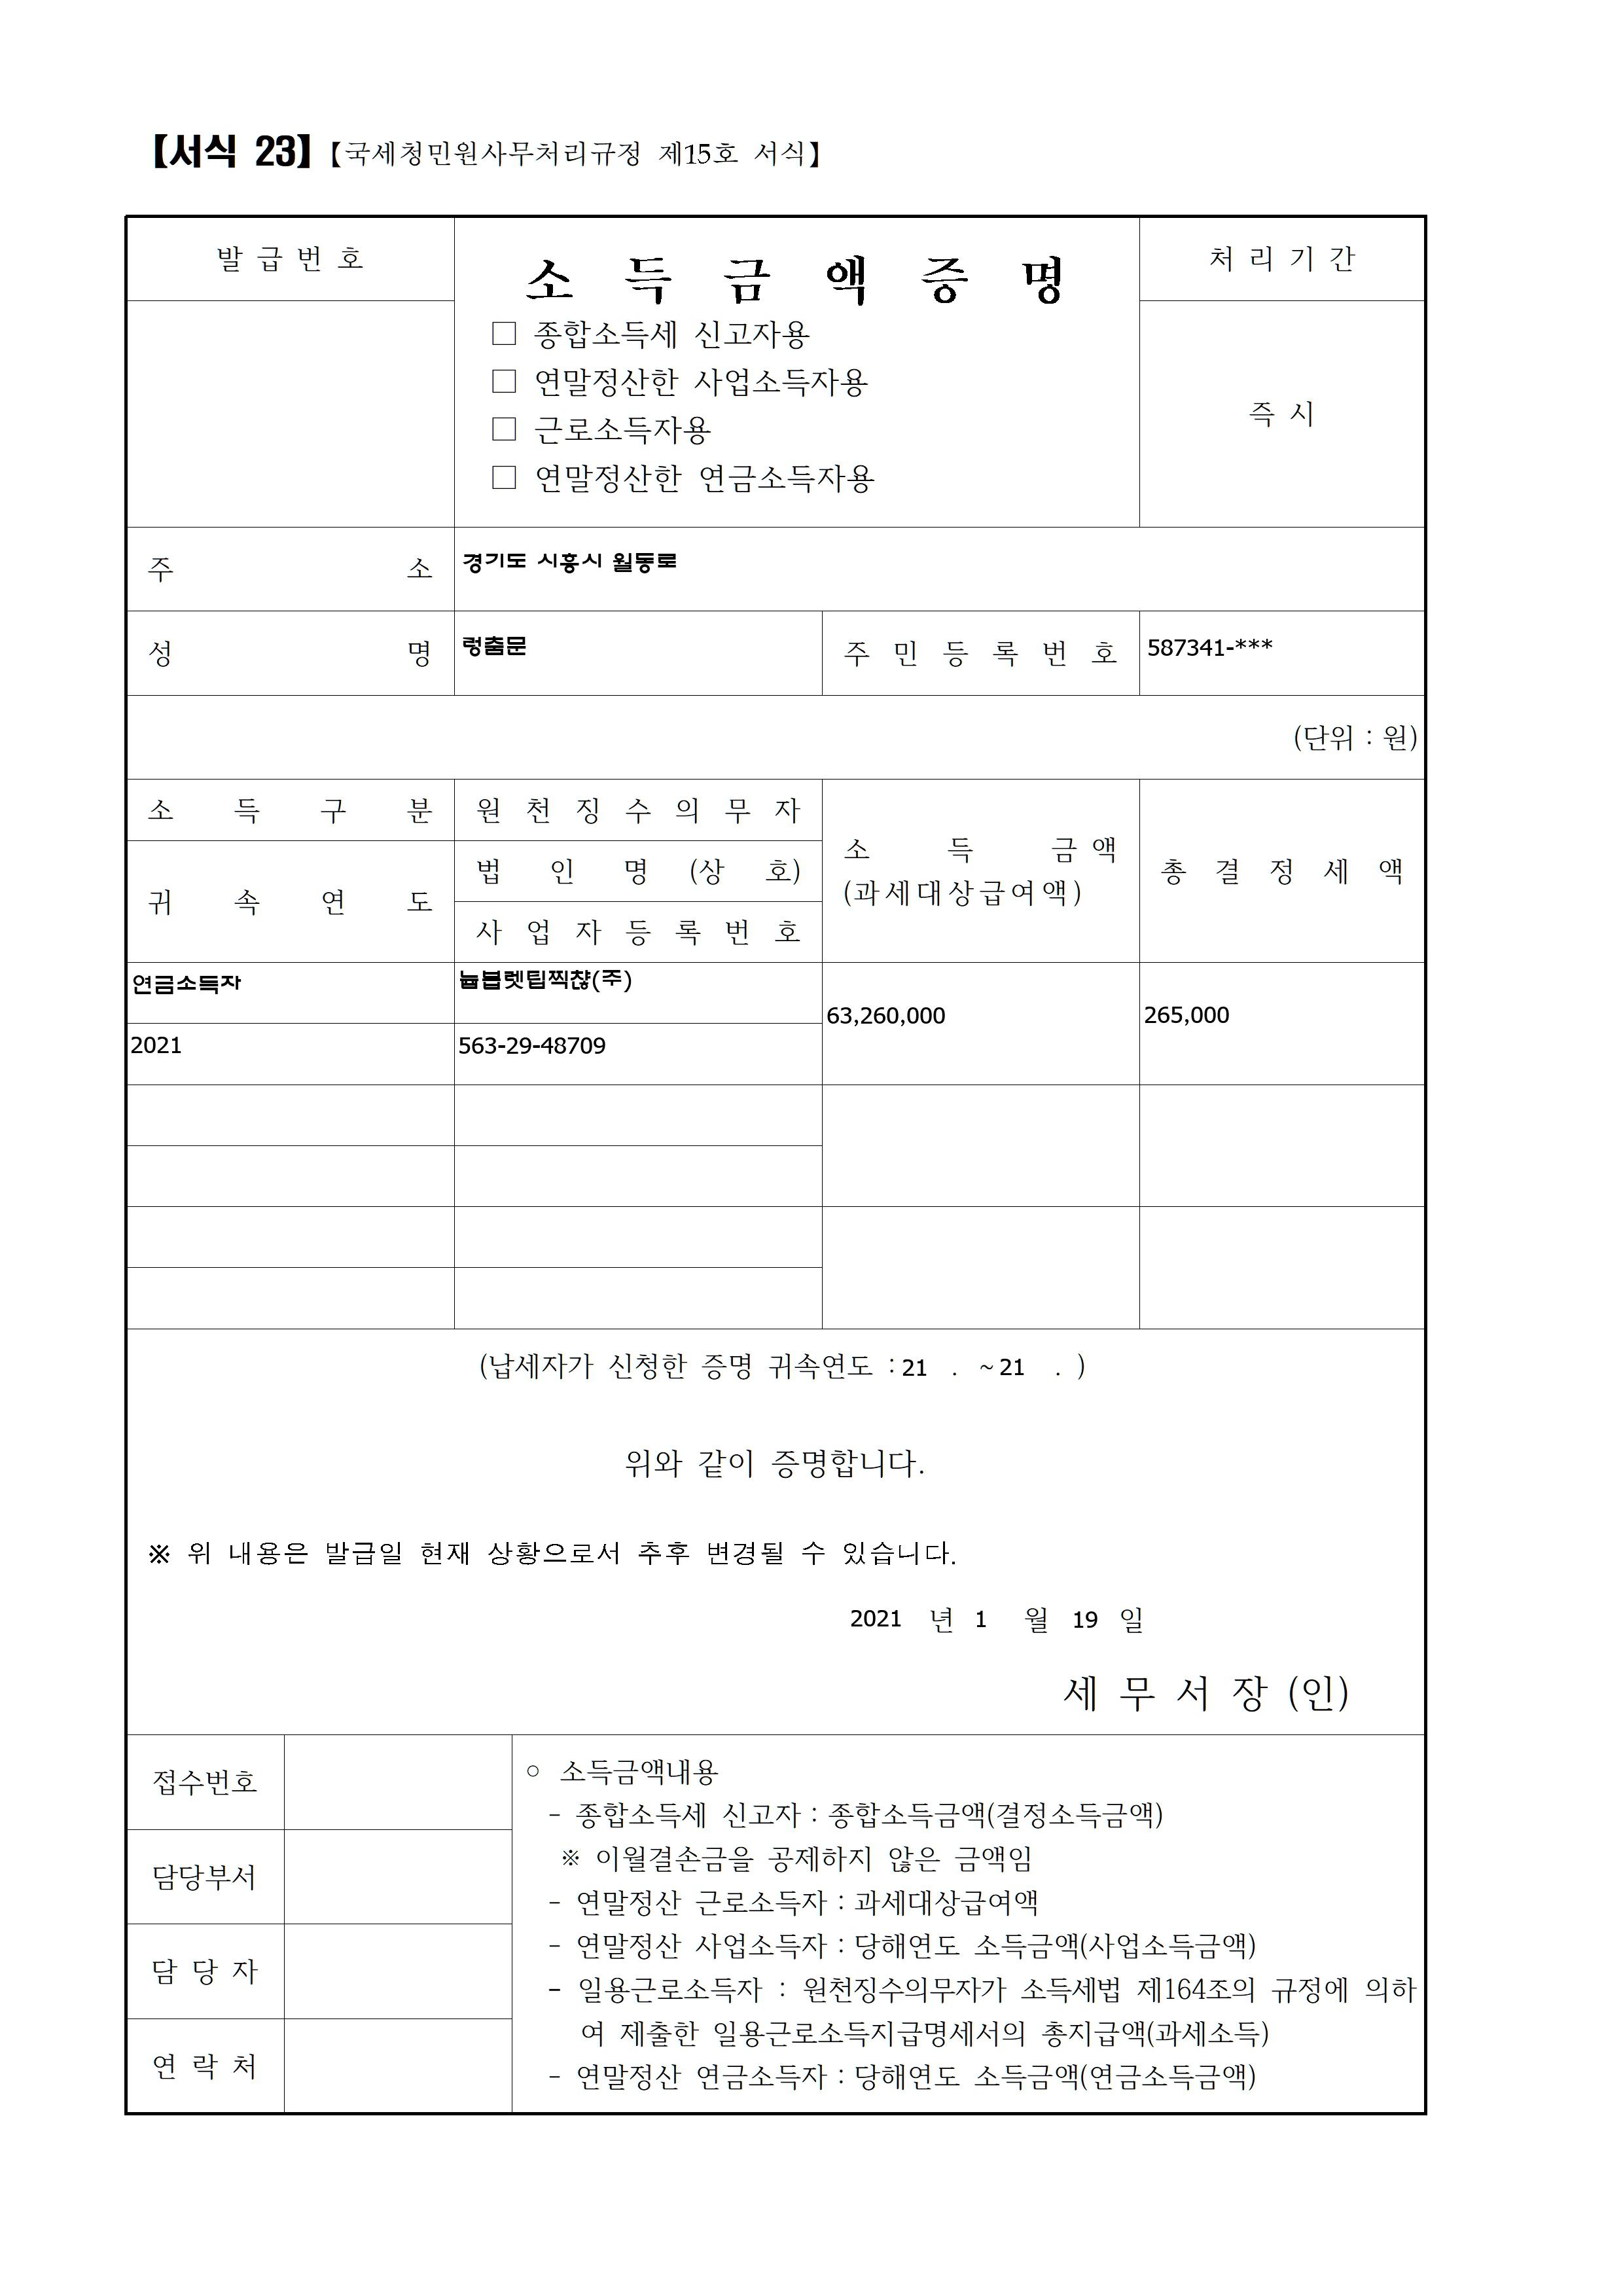 【서식 23】【국세청민원사무처리규정 제15호 서식】
발 급 번 호
소 득 금 액 증 명
처 리 기 간
□ 종합소득세 신고자용
□ 연말정산한 사업소득자용
□ 근로소득자용
□ 연말정산한 연금소득자용
즉 시
주 소
경기도 시흥시 월동로
성 명
렁춤문
주 민 등 록 번 호
587341-***
(단위 : 원)
소 득 구 분
원 천 징 수 의 무 자
소 득 금 액
(과세대상급여액)
총 결 정 세 액
귀 속 연 도
법 인 명 (상 호)
사 업 자 등 록 번 호
연금소득자
63,260,000
265,000
2021
563-29-48709
(납세자가 신청한 증명 귀속연도 : 21 . ~ 21 . )
위와 같이 증명합니다.
※ 위 내용은 발급일 현재 상황으로서 추후 변경될 수 있습니다.
2021 년 1 월 19 일
세 무 서 장 (인)
접수번호
담당부서
담 당 자
연 락 처
○ 소득금액내용
- 종합소득세 신고자 : 종합소득금액(결정소득금액)
※ 이월결손금을 공제하지 않은 금액임
- 연말정산 근로소득자 : 과세대상급여액
- 연말정산 사업소득자 : 당해연도 소득금액(사업소득금액)
- 일용근로소득자 : 원천징수의무자가 소득세법 제164조의 규정에 의하
여 제출한 일용근로소득지급명세서의 총지급액(과세소득)
- 연말정산 연금소득자 : 당해연도 소득금액(연금소득금액)